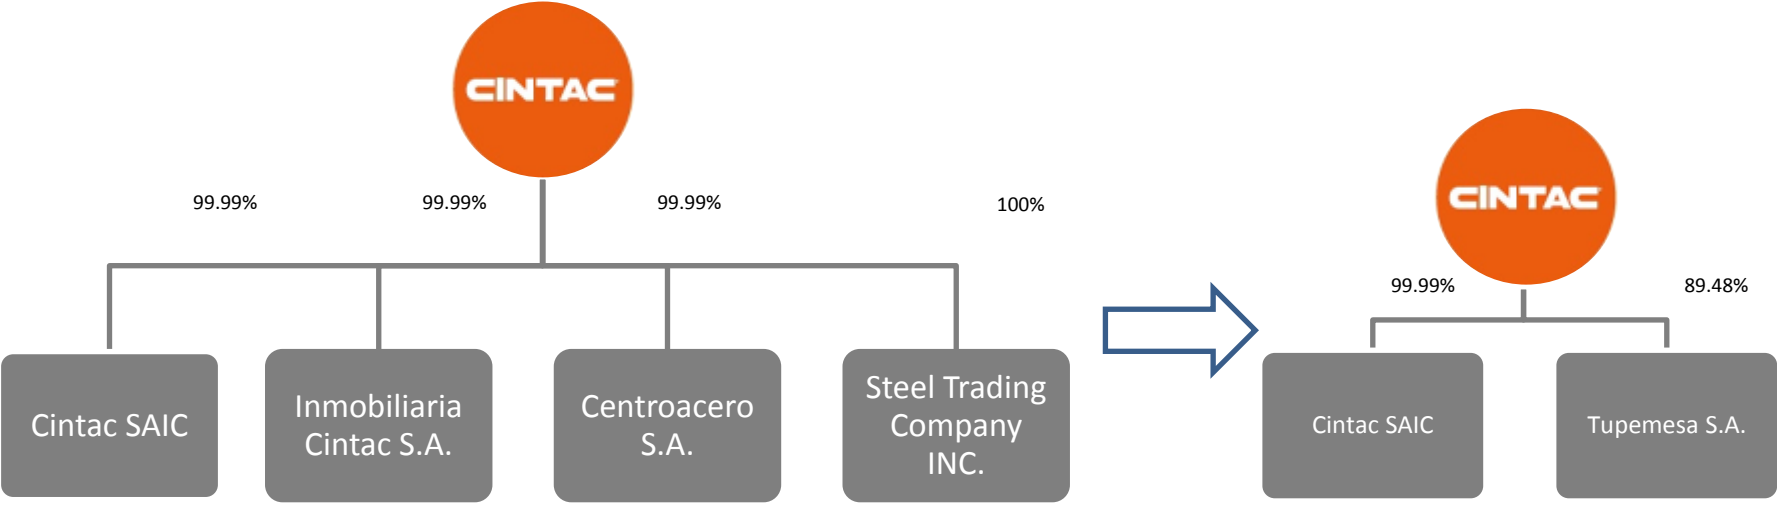 CINTAC
99.99%
99.99%
99.99%
100%
Cintac SAIC
Inmobiliaria
Cintac S.A.
Centroacero
S.A.
Steel Trading
Company
INC.
CINTAC
99.99%
89.48%
Cintac SAIC
Tupemesa S.A.